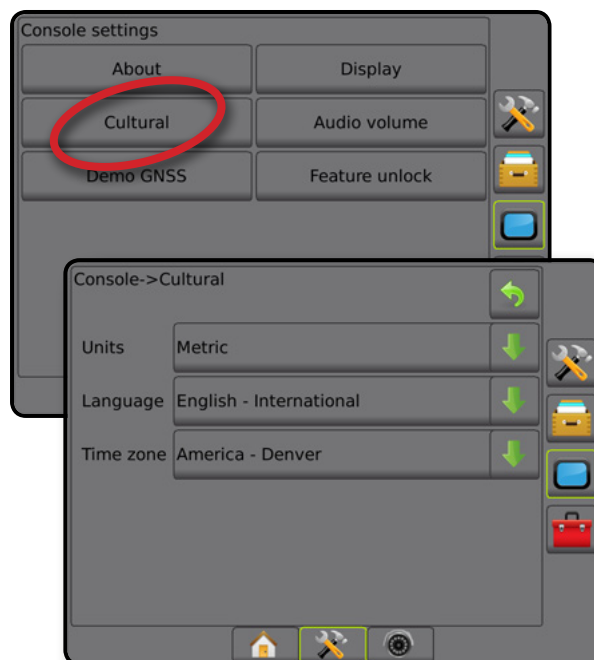 Console settings
About Display
Cultural Audio volume
Demo GNSS Feature unlock
Console->Cultural
Units Metric
Language English - International
Time zone America - Denver